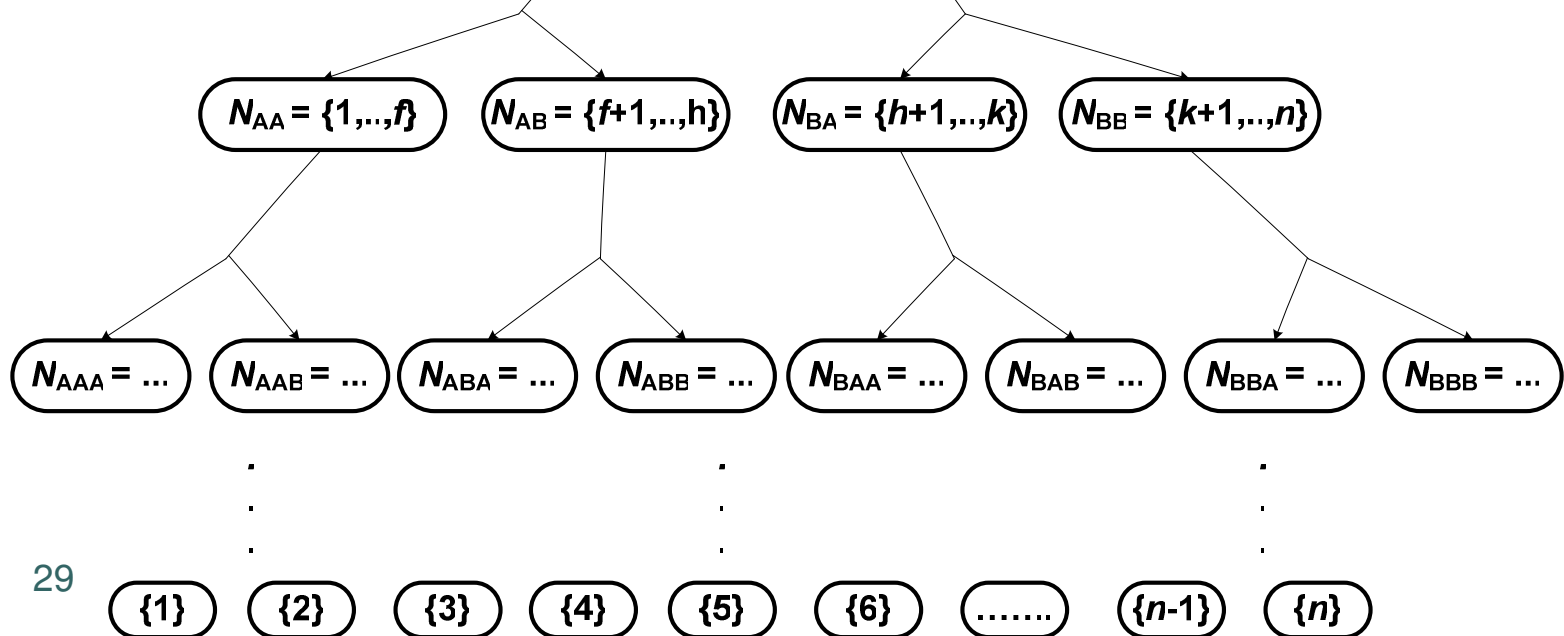 N_AA = {1,..,f} N_AB = {f+1,..,h} N_BA = {h+1,..,k} N_BB = {k+1,..,n}
N_AAA = ... N_AAB = ... N_ABA = ... N_ABB = ... N_BAA = ... N_BAB = ... N_BBA = ... N_BBB = ...
29 {1} {2} {3} {4} {5} {6} ....... {n-1} {n}